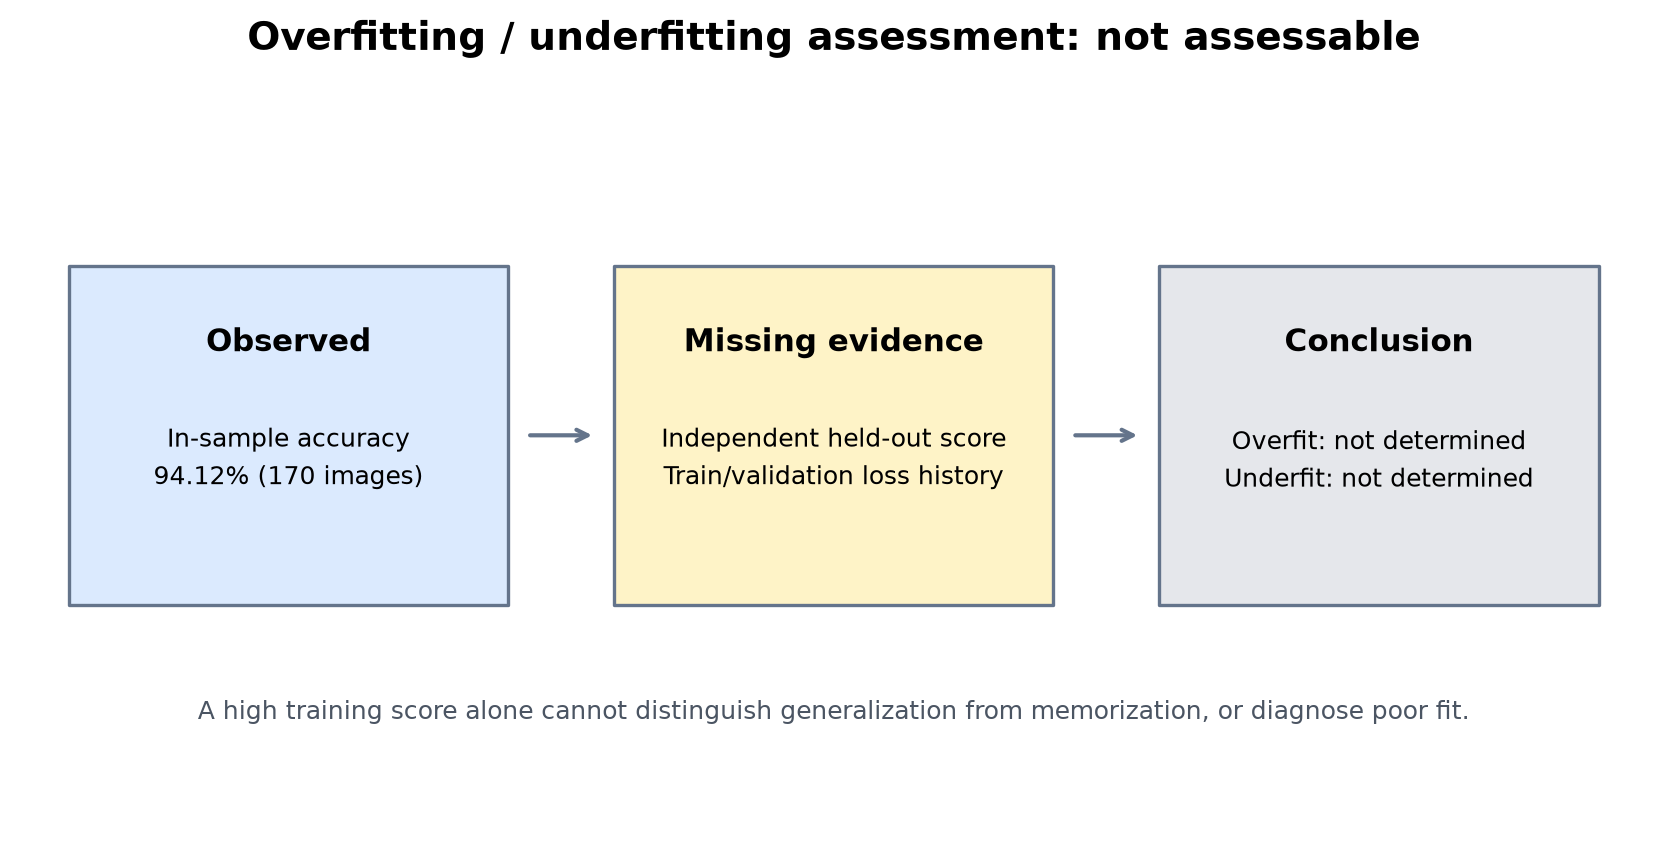 Overfitting / underfitting assessment: not assessable
Observed
In-sample accuracy
94.12% (170 images)
Missing evidence
Independent held-out score
Train/validation loss history
Conclusion
Overfit: not determined
Underfit: not determined
A high training score alone cannot distinguish generalization from memorization, or diagnose poor fit.